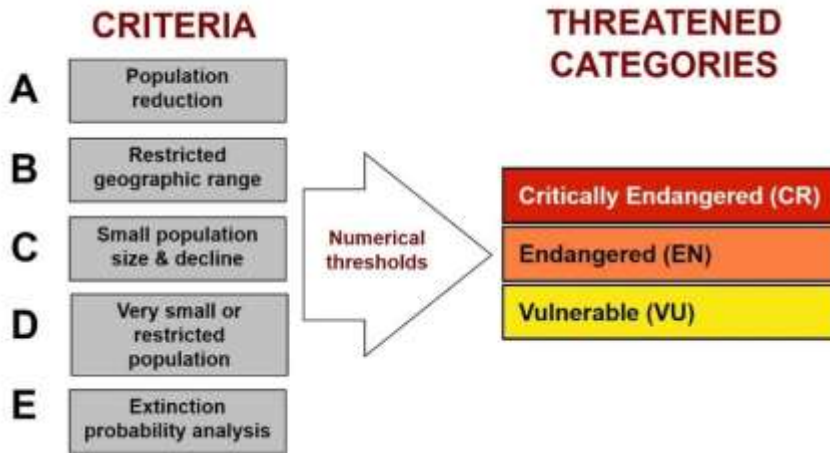 CRITERIA
THREATENED
CATEGORIES
A
Population
reduction
B
Restricted
geographic range
C
Small population
size & decline
D
Very small or
restricted
population
E
Extinction
probability analysis
Numerical
thresholds
Critically Endangered (CR)
Endangered (EN)
Vulnerable (VU)